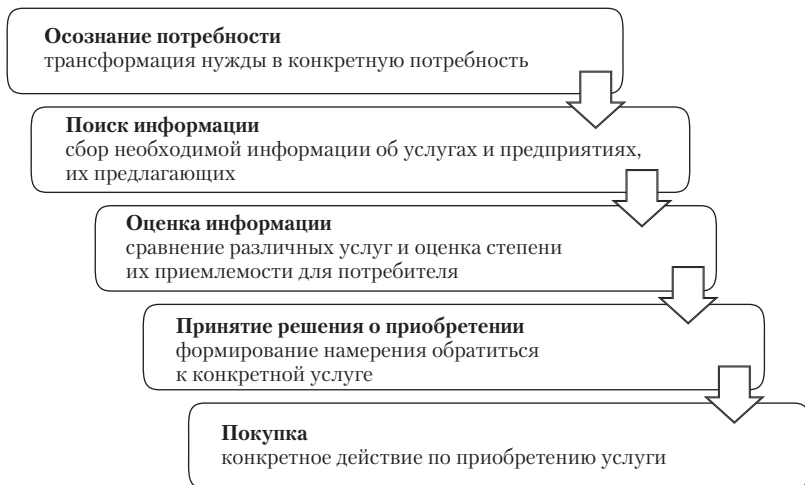 Осознание потребности
трансформация нужды в конкретную потребность
Поиск информации
сбор необходимой информации об услугах и предприятиях,
их предлагающих
Оценка информации
сравнение различных услуг и оценка степени
их приемлемости для потребителя
Принятие решения о приобретении
формирование намерения обратиться
к конкретной услуге
Покупка
конкретное действие по приобретению услуги